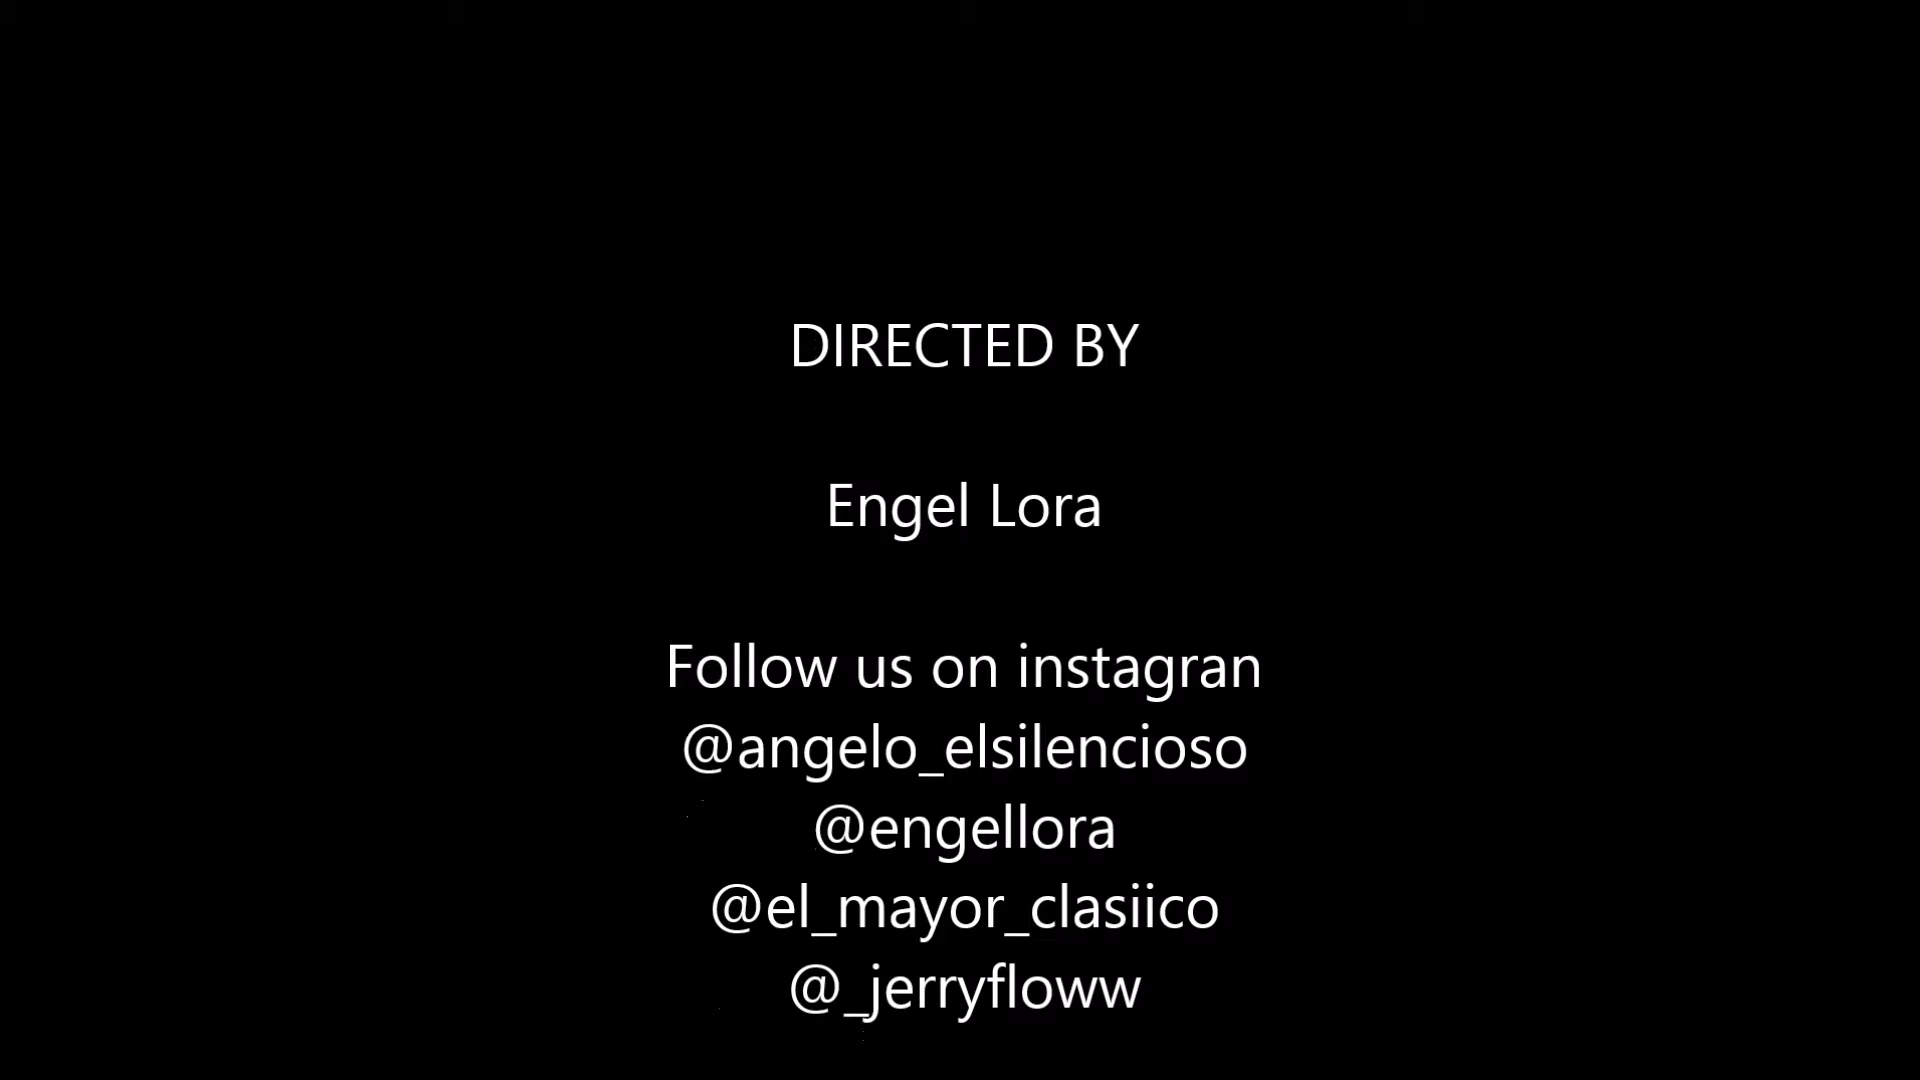 DIRECTED BY
Engel Lora
Follow us on instagran
@angelo_elsilencioso
@engellora
@el_mayor_clasiico
@_jerryfloww